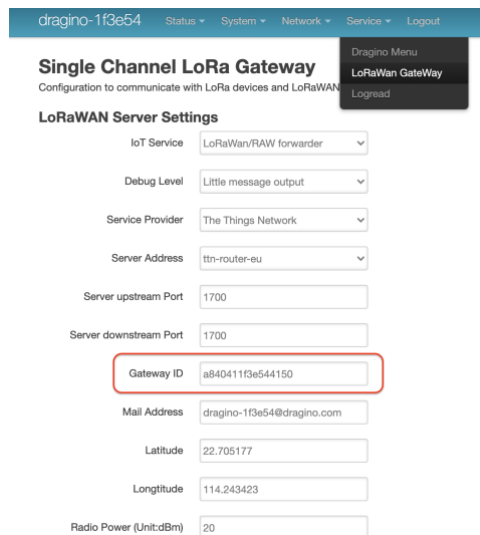 dragino-1f3e54 Status System Network Service Logout
Dragino Menu
LoRaWan GateWay
Logread
Single Channel LoRa Gateway
Configuration to communicate with LoRa devices and LoRaWAN
LoRaWAN Server Settings
IoT Service LoRaWan/RAW forwarder
Debug Level Little message output
Service Provider The Things Network
Server Address ttn-router-eu
Server upstream Port 1700
Server downstream Port 1700
Gateway ID a840411f3e544150
Mail Address dragino-1f3e54@dragino.com
Latitude 22.705177
Longtitude 114.243423
Radio Power (Unit:dBm) 20